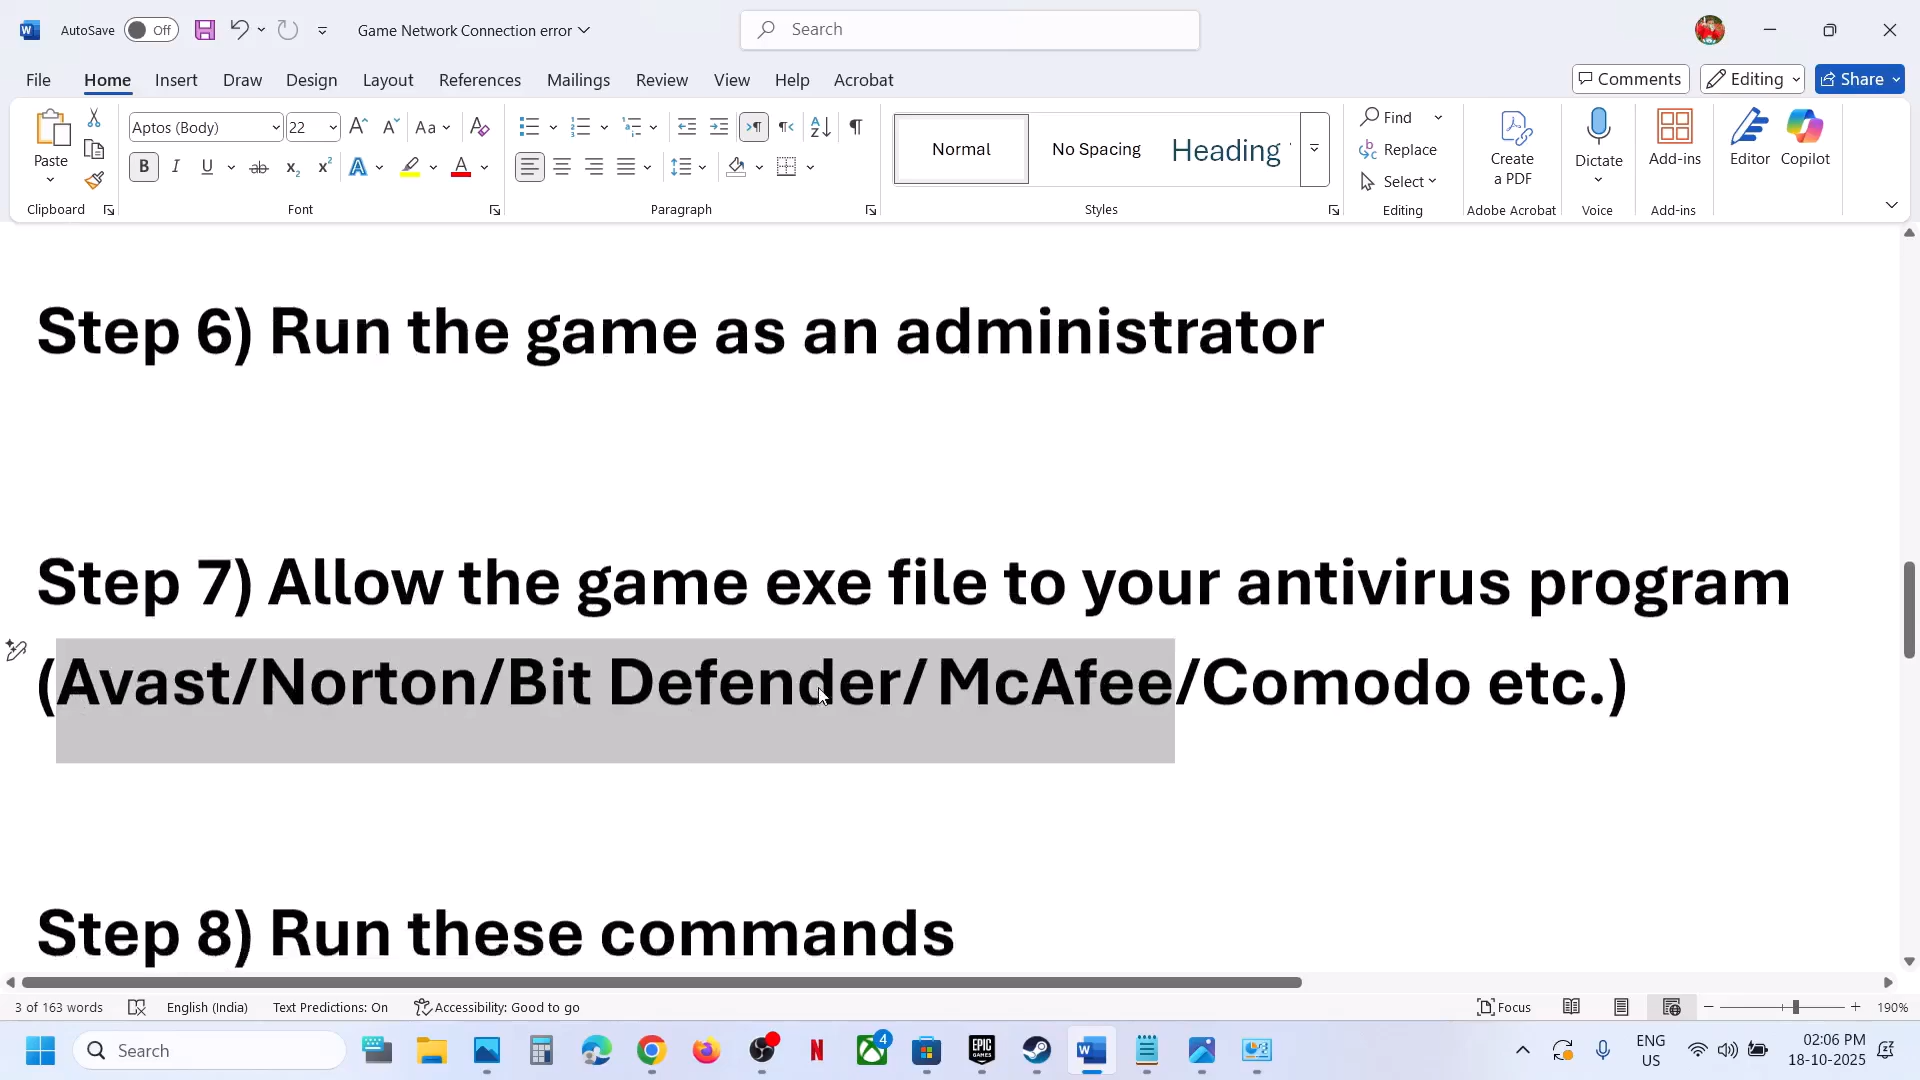 AutoSave Off Game Network Connection error Search
File Home Insert Draw Design Layout References Mailings Review View Help Acrobat Comments Editing Share
Paste Aptos (Body) 22 Aa Normal No Spacing Heading Find Replace Select Create a PDF Dictate Add-ins Editor Copilot
Clipboard Font Paragraph Styles Editing Adobe Acrobat Voice Add-ins
Step 6) Run the game as an administrator
Step 7) Allow the game exe file to your antivirus program
(Avast/Norton/Bit Defender/ McAfee/Comodo etc.)
Step 8) Run these commands
3 of 163 words English (India) Text Predictions: On Accessibility: Good to go Focus 190%
Search 4 ENG US 02:06 PM 18-10-2025